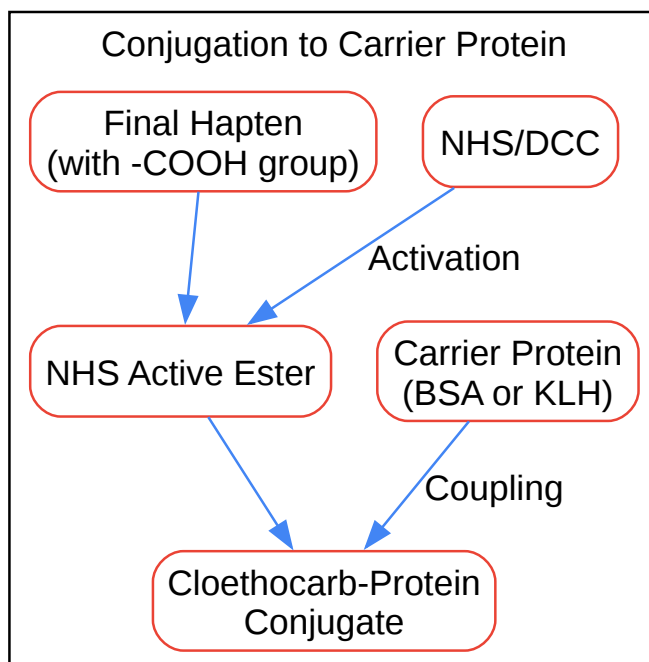 Conjugation to Carrier Protein
Final Hapten
(with -COOH group)
NHS/DCC
Activation
NHS Active Ester
Carrier Protein
(BSA or KLH)
Coupling
Cloethocarb-Protein
Conjugate